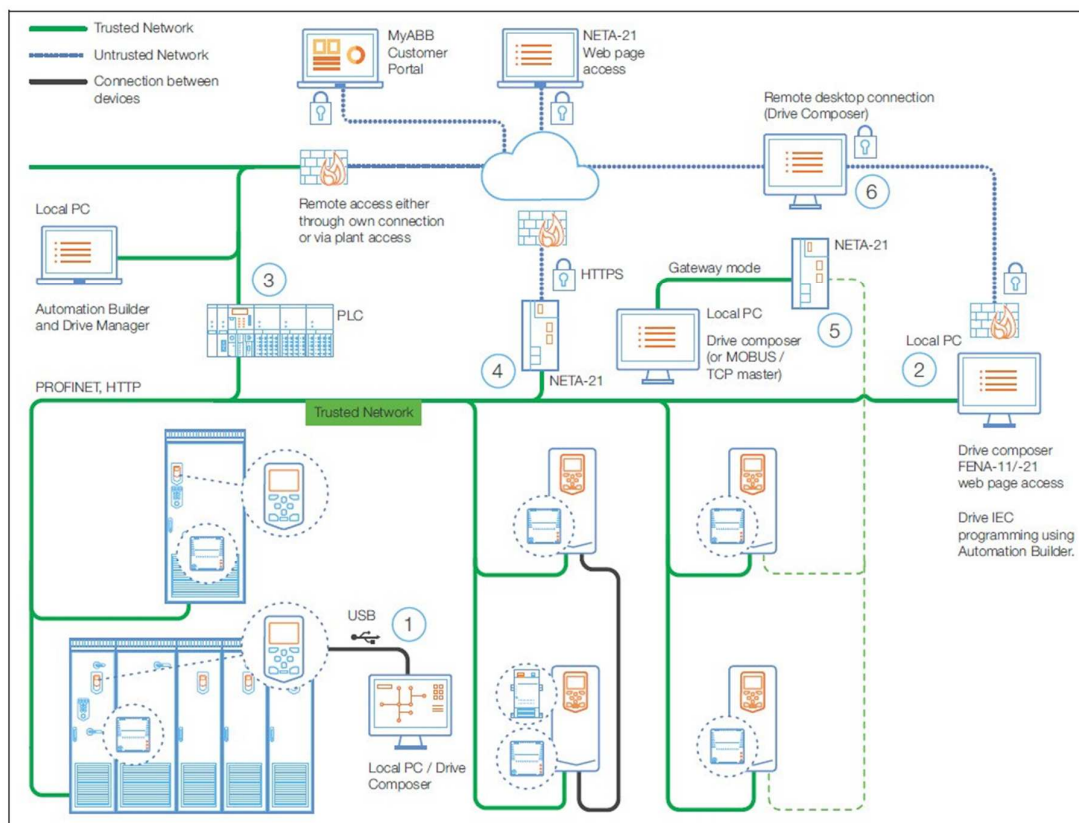 Trusted Network
Untrusted Network
Connection between
devices
MyABB
Customer
Portal
NETA-21
Web page
access
Remote desktop connection
(Drive Composer)
6
Remote access either
through own connection
or via plant access
Local PC
Automation Builder
and Drive Manager
3
PLC
HTTPS
4
NETA-21
Gateway mode
NETA-21
5
Local PC
Drive composer
(or MOBUS /
TCP master)
Local PC
2
Drive composer
FENA-11/-21
web page access
Drive IEC
programming using
Automation Builder.
PROFINET, HTTP
Trusted Network
USB
1
Local PC / Drive
Composer